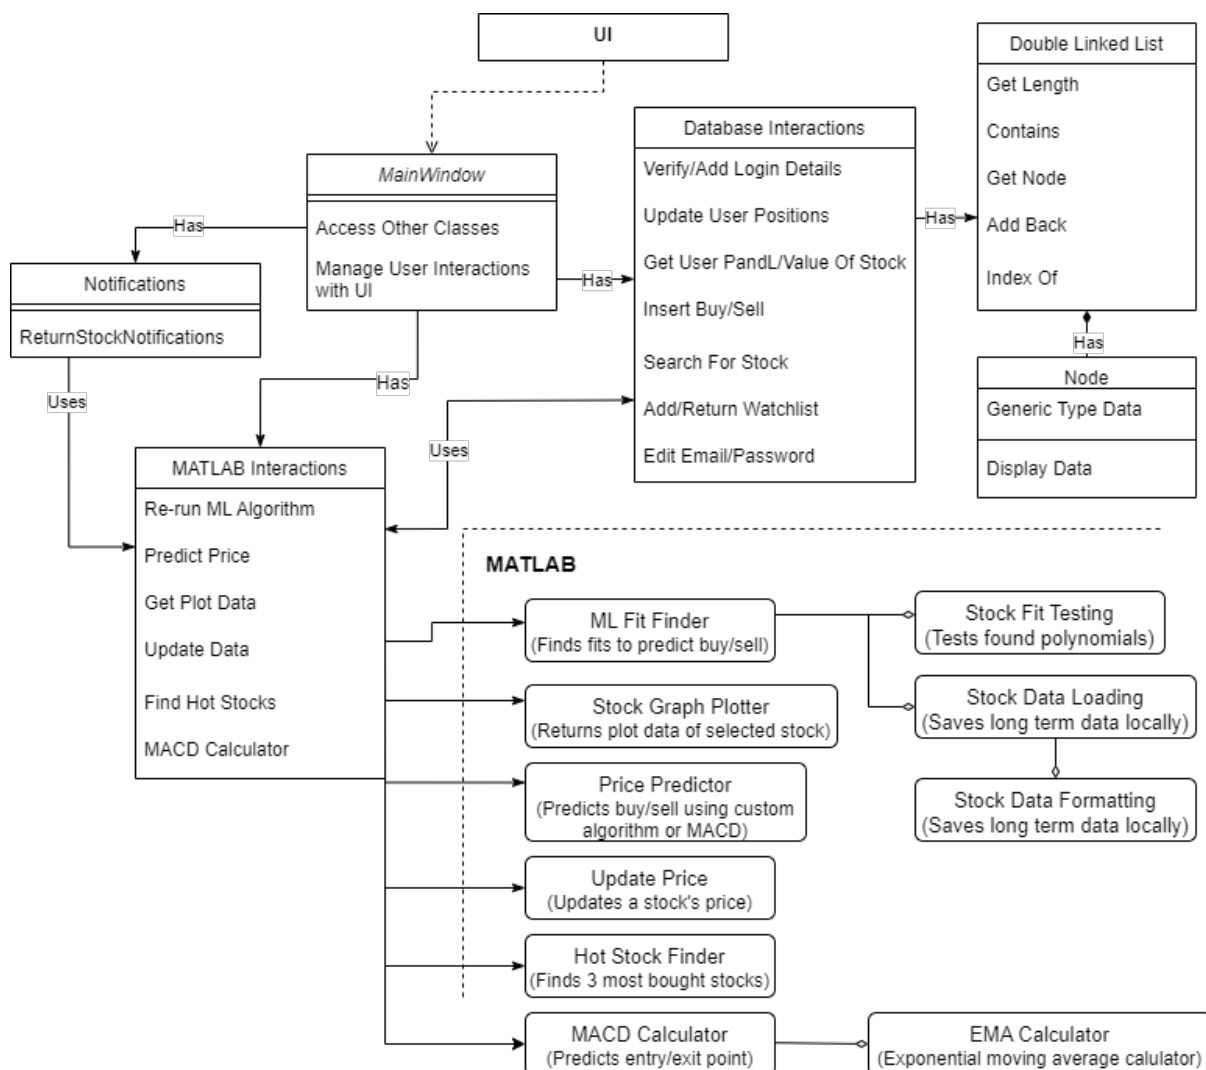 UI
Double Linked List
Get Length
Contains
Get Node
Add Back
Index Of
Database Interactions
Verify/Add Login Details
Update User Positions
Get User PandL/Value Of Stock
Insert Buy/Sell
Search For Stock
Add/Return Watchlist
Edit Email/Password
MainWindow
Access Other Classes
Manage User Interactions
with UI
Has
Has
Has
Has
Has
Notifications
ReturnStockNotifications
Uses
Uses
Node
Generic Type Data
Display Data
MATLAB Interactions
Re-run ML Algorithm
Predict Price
Get Plot Data
Update Data
Find Hot Stocks
MACD Calculator
MATLAB
ML Fit Finder
(Finds fits to predict buy/sell)
Stock Fit Testing
(Tests found polynomials)
Stock Graph Plotter
(Returns plot data of selected stock)
Stock Data Loading
(Saves long term data locally)
Price Predictor
(Predicts buy/sell using custom
algorithm or MACD)
Stock Data Formatting
(Saves long term data locally)
Update Price
(Updates a stock's price)
Hot Stock Finder
(Finds 3 most bought stocks)
MACD Calculator
(Predicts entry/exit point)
EMA Calculator
(Exponential moving average calulator)